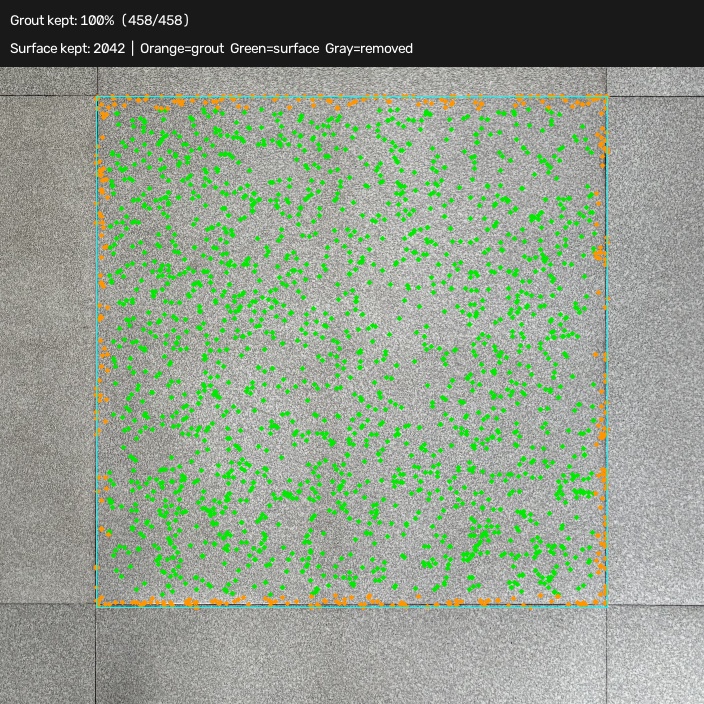 Grout kept: 100% (458/458)
Surface kept: 2042 | Orange=grout Green=surface Gray=removed